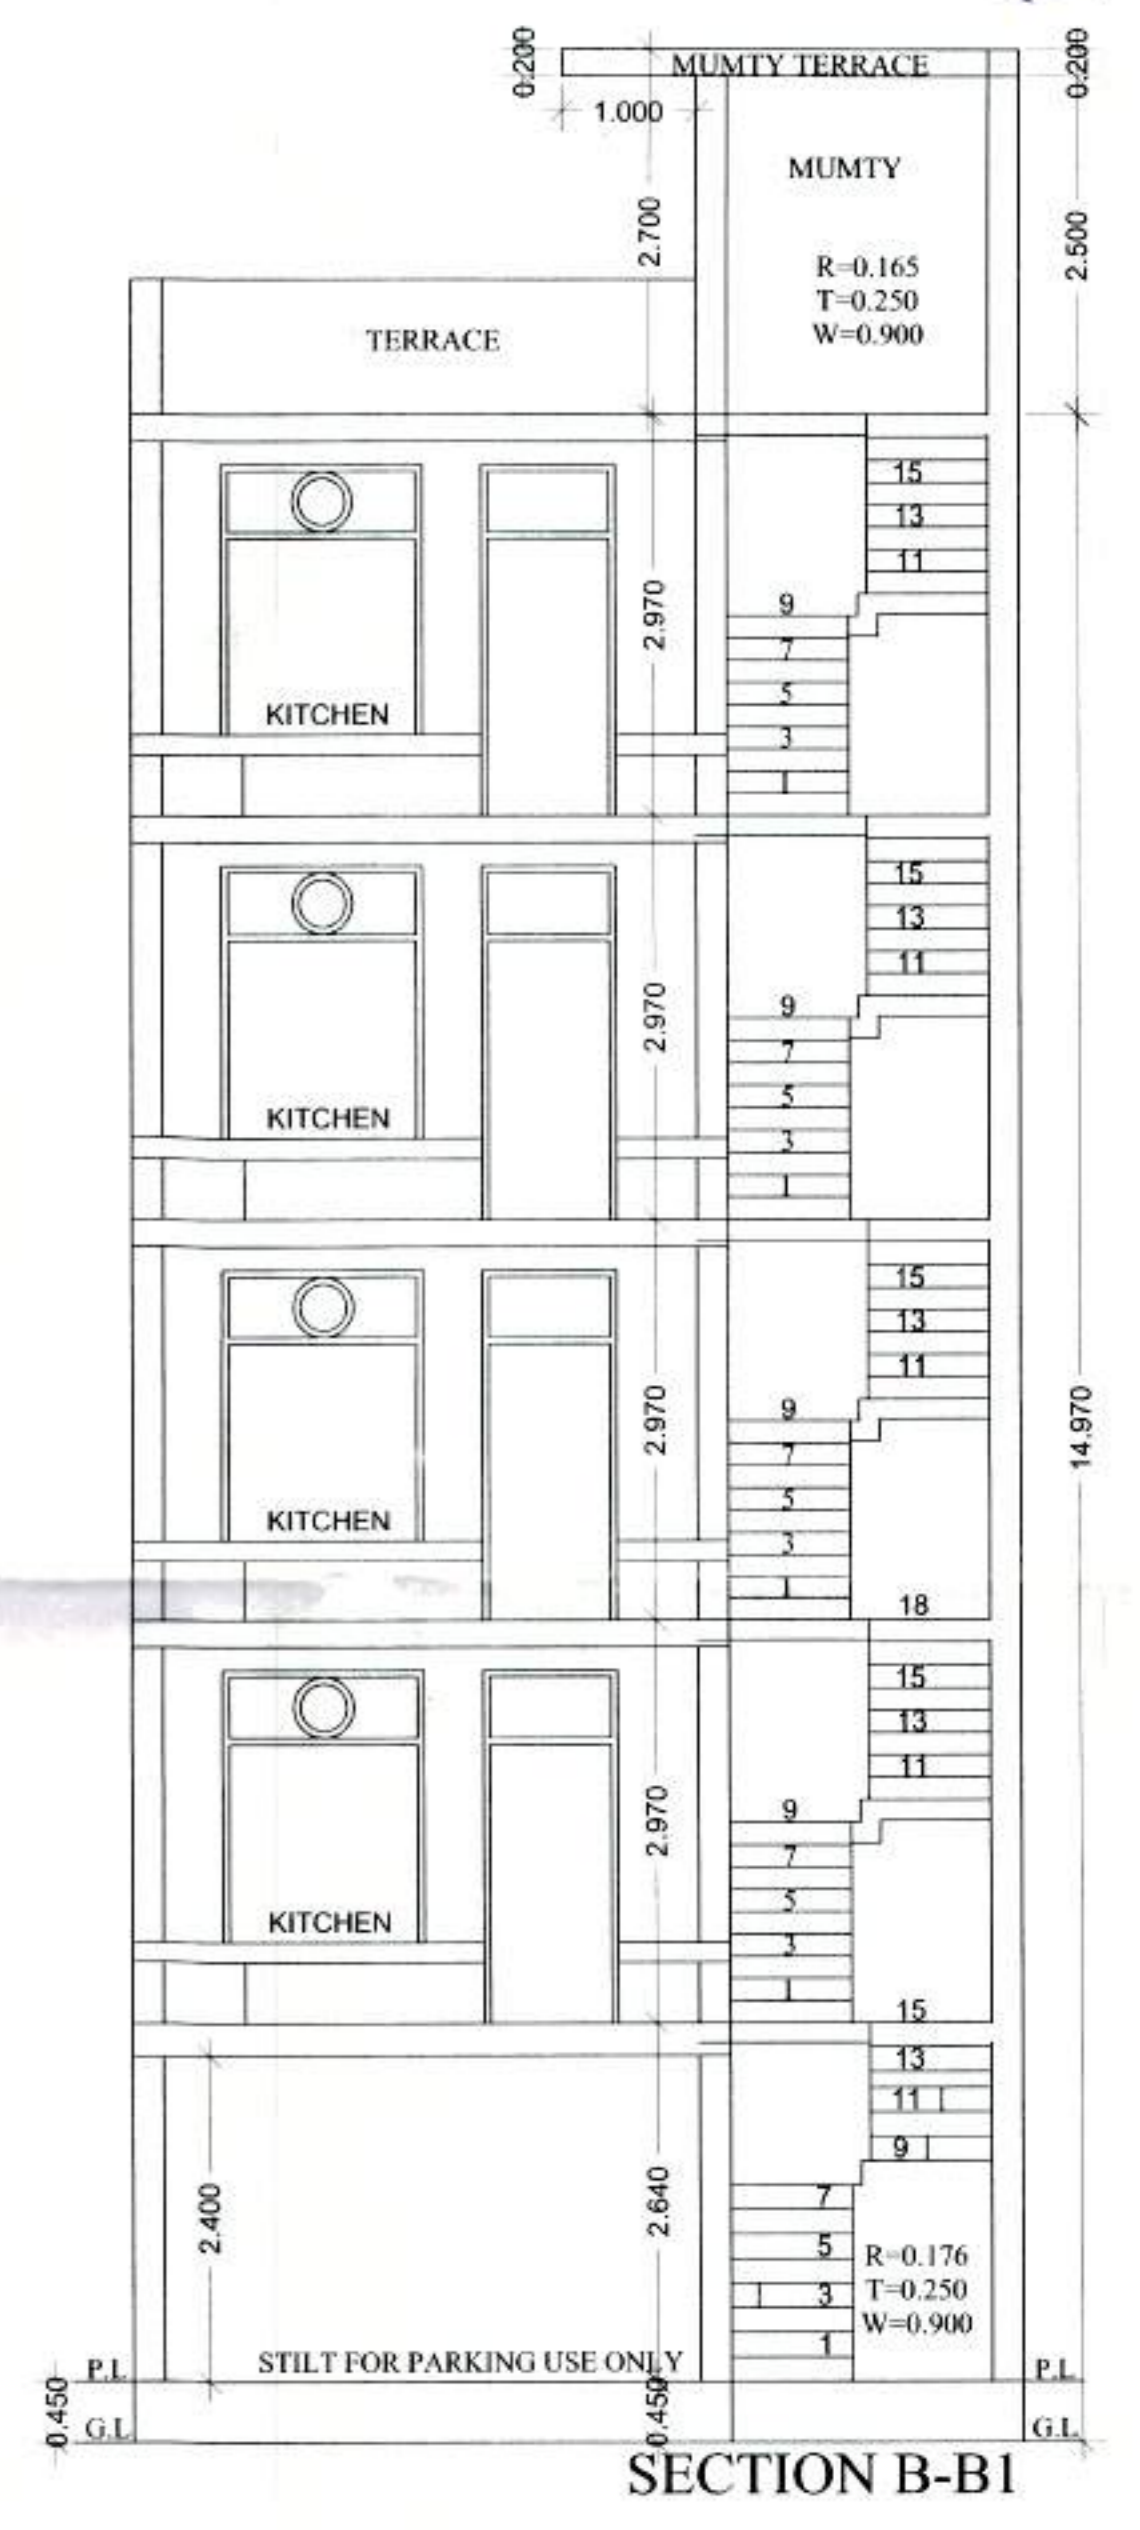 0.200
MUMTY TERRACE
0.200
1.000
MUMTY
2.700
2.500
R=0.165
T=0.250
W=0.900
TERRACE
15
13
11
9
7
5
3
1
2.970
KITCHEN
15
13
11
9
7
5
3
1
2.970
KITCHEN
15
13
11
9
7
5
3
1
2.970
14.970
KITCHEN
18
15
13
11
9
7
5
3
1
2.970
KITCHEN
15
13
11
9
7
5
3
1
2.400
2.640
R=0.176
T=0.250
W=0.900
STILT FOR PARKING USE ONLY
P.L
P.L
0.450
0.450
G.L
G.L
SECTION B-B1